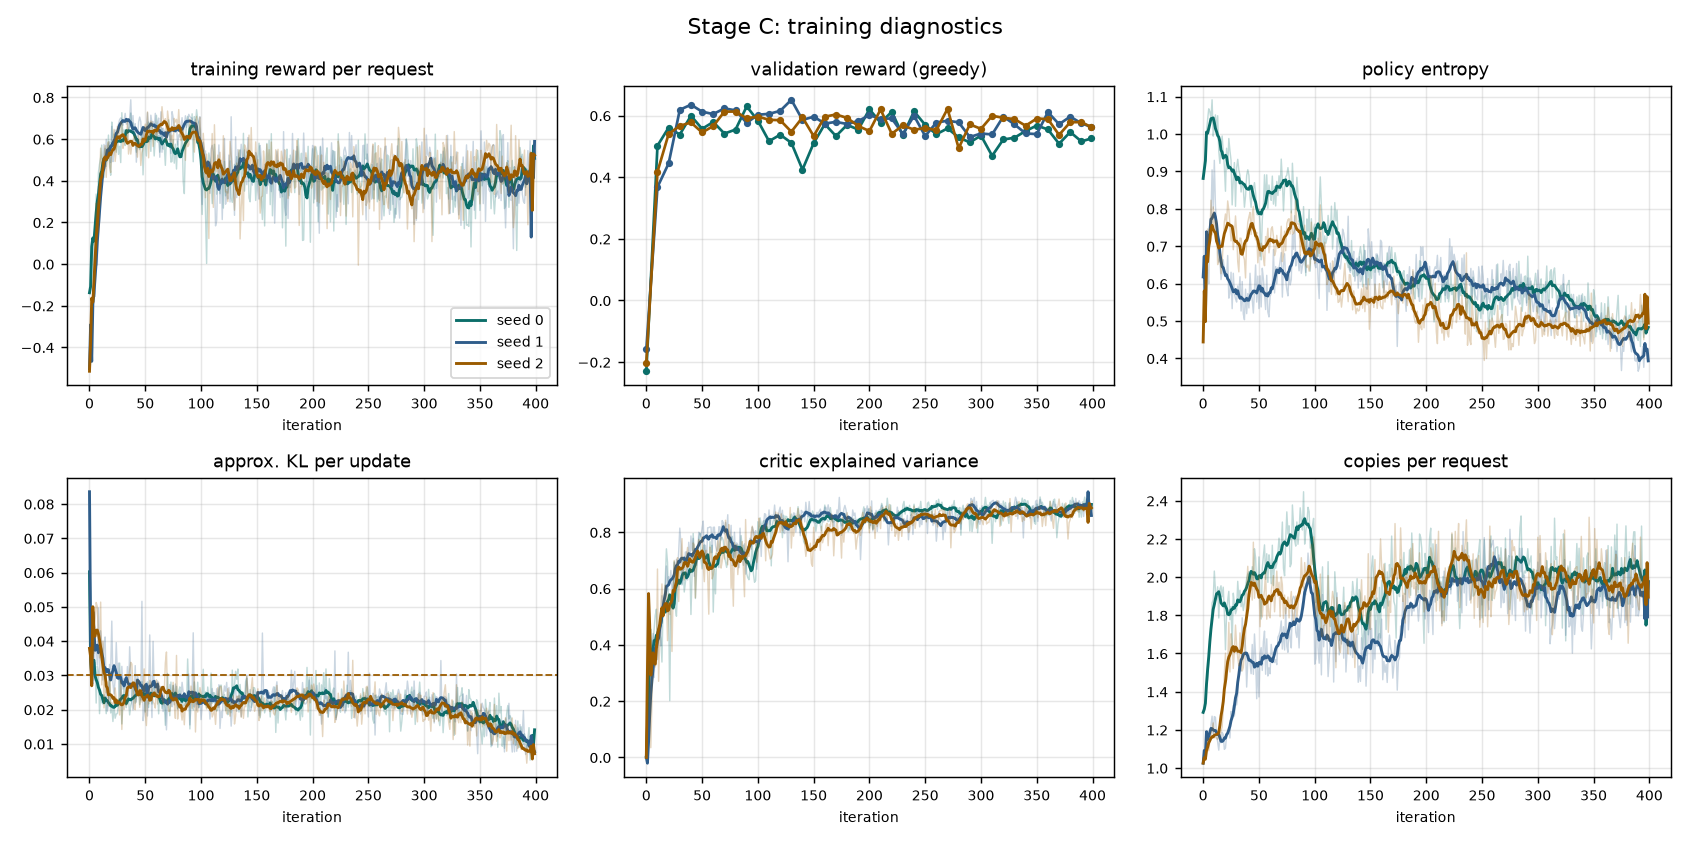 Stage C: training diagnostics
training reward per request
0.8
0.6
0.4
0.2
0.0
−0.2
−0.4
seed 0
seed 1
seed 2
0 50 100 150 200 250 300 350 400
iteration
validation reward (greedy)
0.6
0.4
0.2
0.0
−0.2
0 50 100 150 200 250 300 350 400
iteration
policy entropy
1.1
1.0
0.9
0.8
0.7
0.6
0.5
0.4
0 50 100 150 200 250 300 350 400
iteration
approx. KL per update
0.08
0.07
0.06
0.05
0.04
0.03
0.02
0.01
0 50 100 150 200 250 300 350 400
iteration
critic explained variance
0.8
0.6
0.4
0.2
0.0
0 50 100 150 200 250 300 350 400
iteration
copies per request
2.4
2.2
2.0
1.8
1.6
1.4
1.2
1.0
0 50 100 150 200 250 300 350 400
iteration